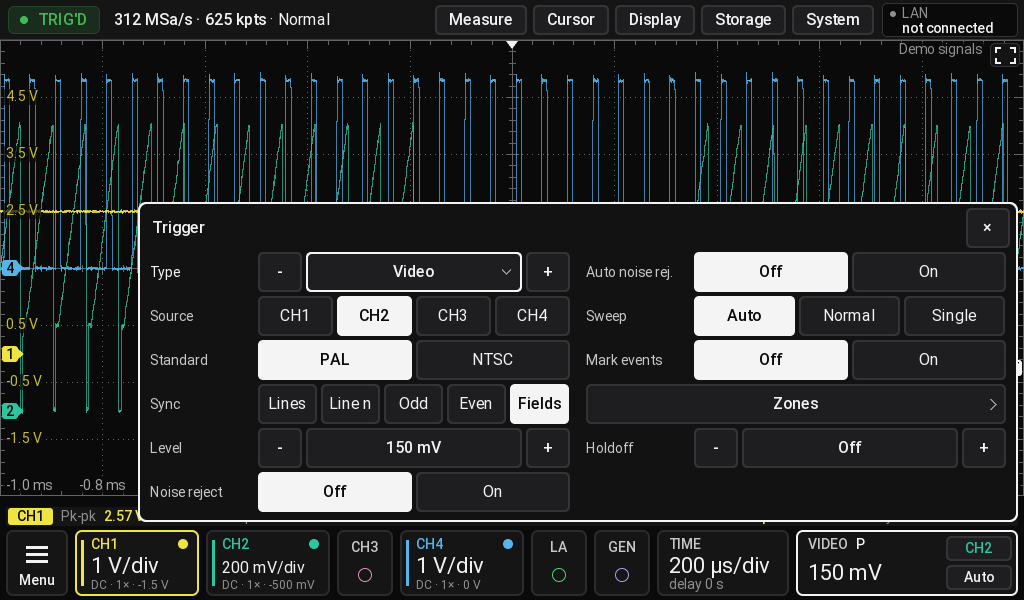 TRIG'D
312 MSa/s · 625 kpts · Normal
Measure
Cursor
Display
Storage
System
LAN
not connected
Demo signals
4.5 V
3.5 V
2.5 V
4
0.5 V
1
-0.5 V
2
-1.5 V
-1.0 ms
-0.8 ms
Trigger
×
Type
-
Video
+
Auto noise rej.
Off
On
Source
CH1
CH2
CH3
CH4
Sweep
Auto
Normal
Single
Standard
PAL
NTSC
Mark events
Off
On
Sync
Lines
Line n
Odd
Even
Fields
Zones
Level
-
150 mV
+
Holdoff
-
Off
+
Noise reject
Off
On
CH1
Pk-pk
2.57
Menu
CH1
1 V/div
DC · 1× · -1.5 V
CH2
200 mV/div
DC · 1× · -500 mV
CH3
CH4
1 V/div
DC · 1× · 0 V
LA
GEN
TIME
200 µs/div
delay 0 s
VIDEO P
150 mV
CH2
Auto